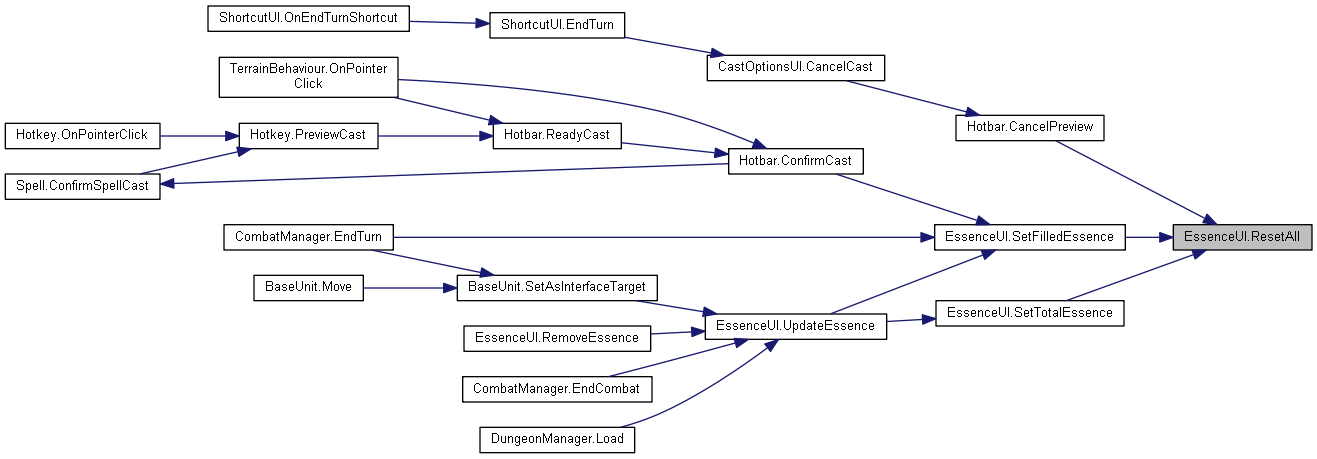 ShortcutUI.OnEndTurnShortcut
ShortcutUI.EndTurn
CastOptionsUI.CancelCast
TerrainBehaviour.OnPointer
Click
Hotbar.CancelPreview
Hotkey.OnPointerClick
Hotkey.PreviewCast
Hotbar.ReadyCast
Hotbar.ConfirmCast
Spell.ConfirmSpellCast
CombatManager.EndTurn
EssenceUI.SetFilledEssence
EssenceUI.ResetAll
BaseUnit.Move
BaseUnit.SetAsInterfaceTarget
EssenceUI.SetTotalEssence
EssenceUI.UpdateEssence
EssenceUI.RemoveEssence
CombatManager.EndCombat
DungeonManager.Load